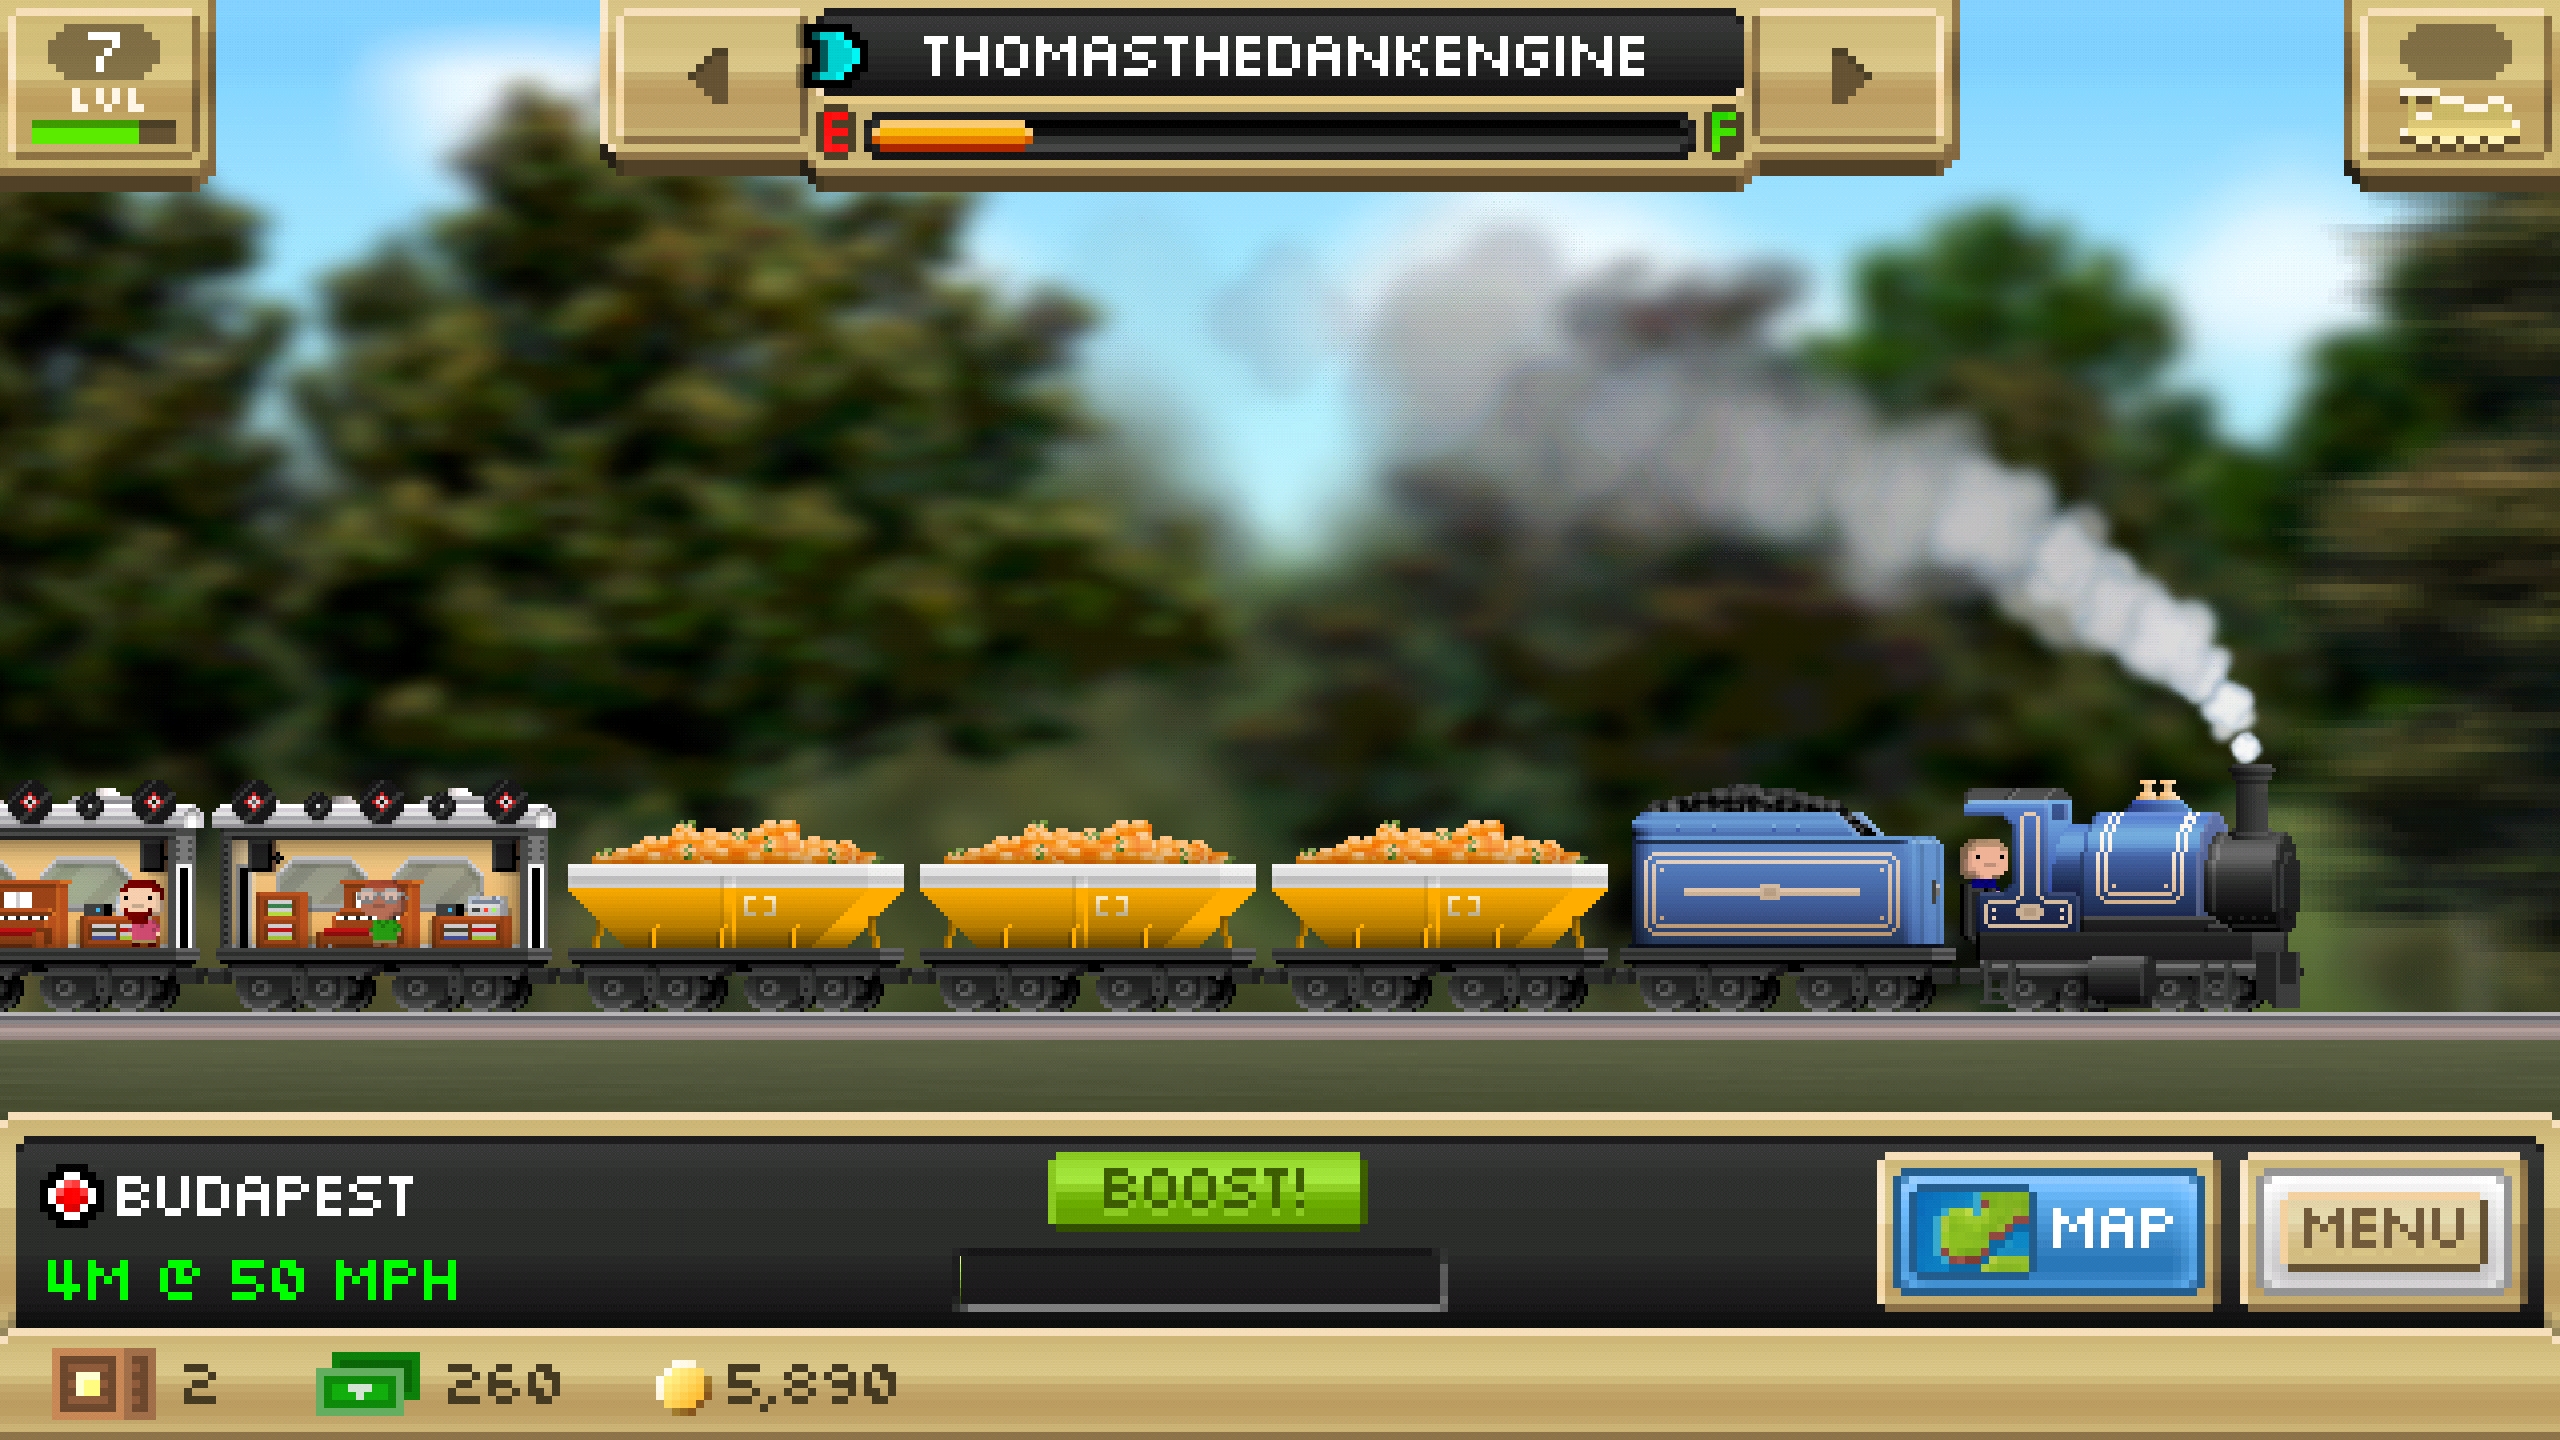 7
LVL
THOMASTHEDANKENGINE
E F
BUDAPEST
4M @ 50 MPH
BOOST!
MAP
MENU
2 260 5,890